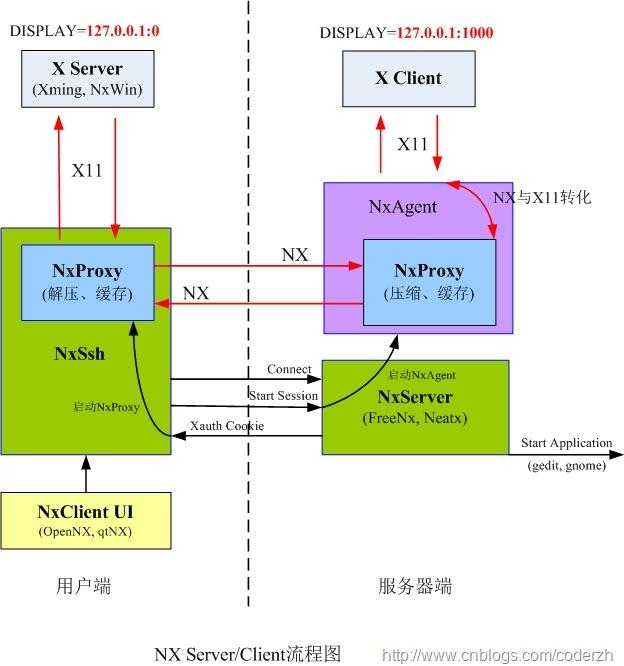 DISPLAY=127.0.0.1:0
DISPLAY=127.0.0.1:1000
X Server
(Xming, NxWin)
X Client
X11
X11
NxAgent
NX与X11转化
NxProxy
(解压、缓存)
NX
NX
NxProxy
(压缩、缓存)
NxSsh
启动NxProxy
Connect
Start Session
Xauth Cookie
启动NxAgent
NxServer
(FreeNx, Neatx)
Start Application
(gedit, gnome)
NxClient UI
(OpenNX, qtNX)
用户端
服务器端
NX Server/Client流程图
http://www.cnblogs.com/coderzh